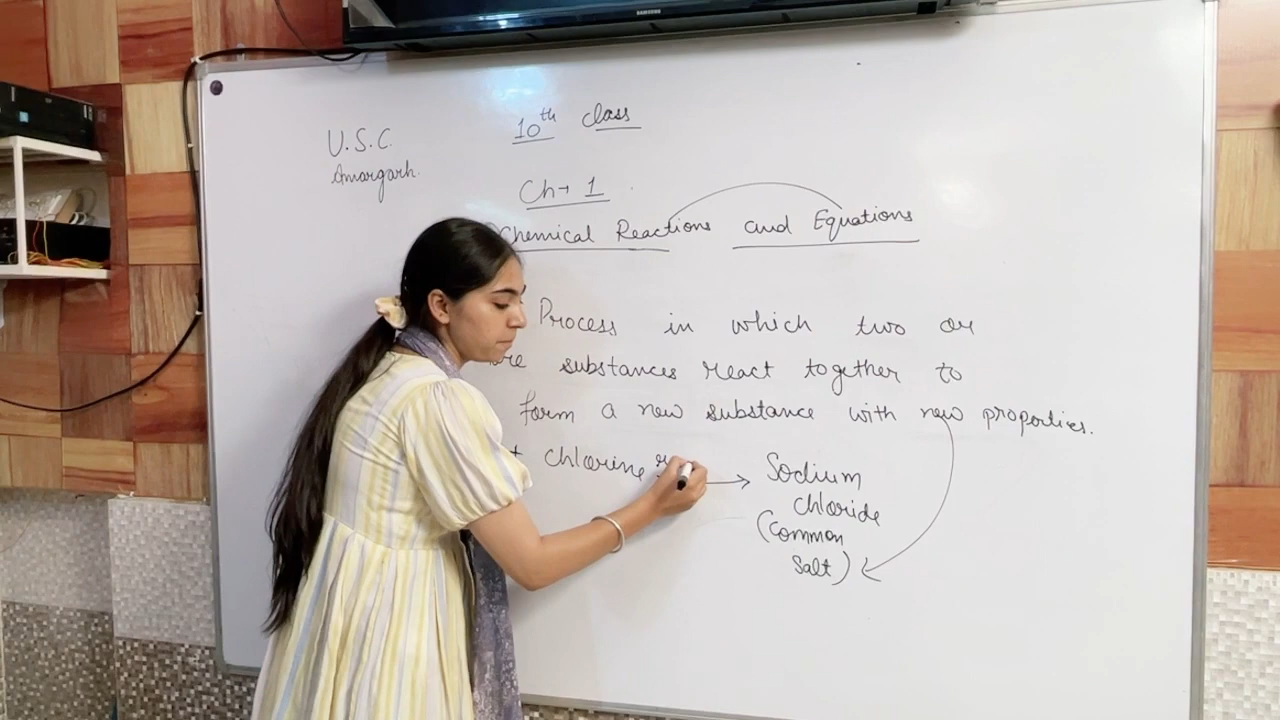 SAMSUNG
10th class
U.S.C.
Amargarh.
Ch → 1
Chemical Reactions and Equations
Process in which two or
substances react together to
form a new substance with new properties.
+ chlorine → Sodium
chloride
(Common
Salt)